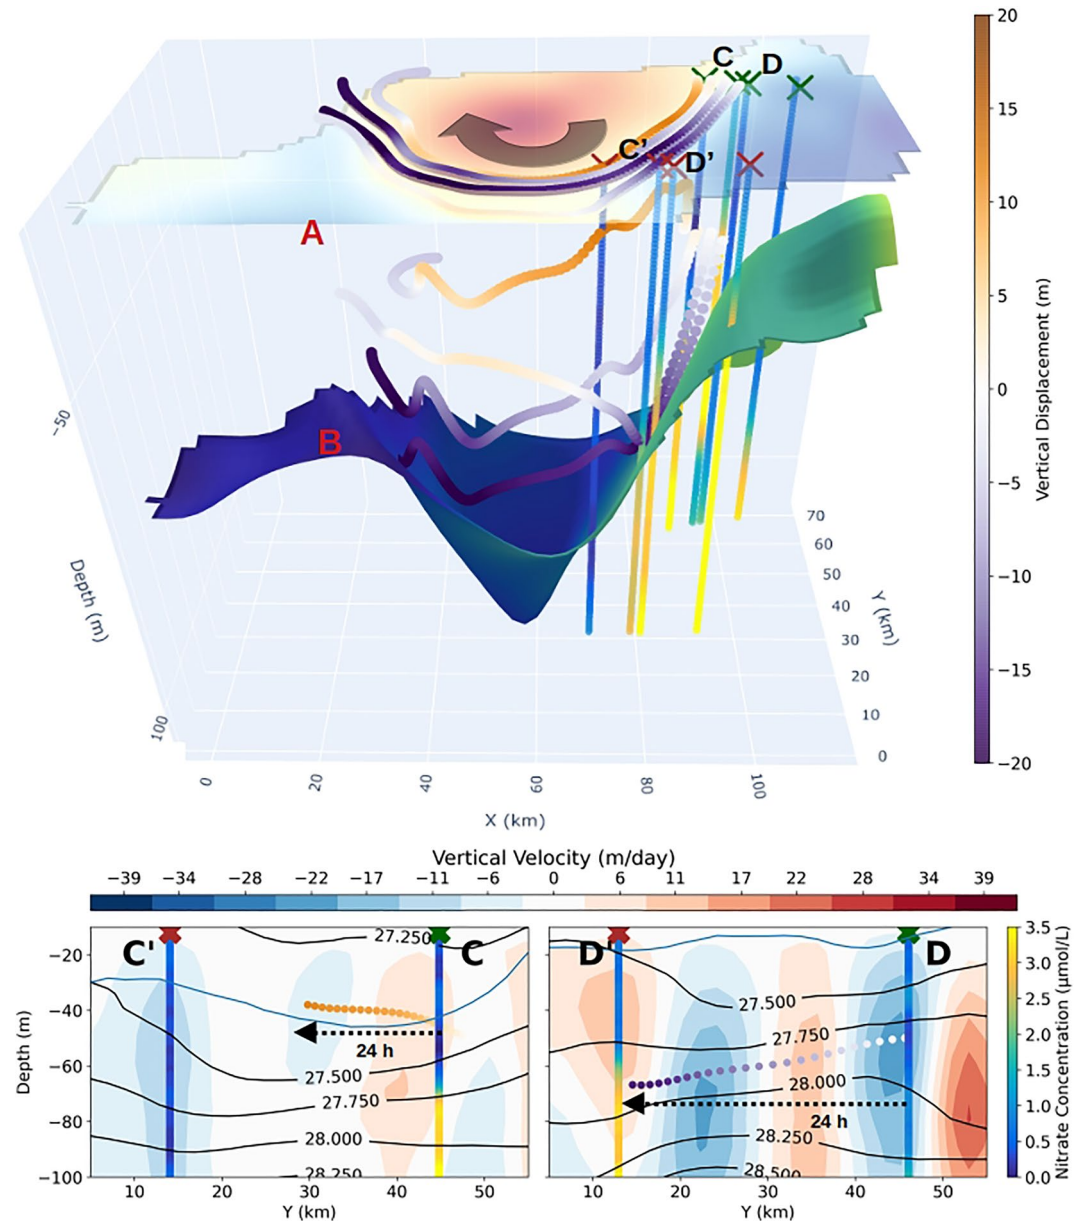 20
15
10
5
0
−5
−10
−15
−20
Vertical Displacement (m)
C
D
C'
D'
A
B
−50
100
Depth (m)
0
20
40
60
80
100
X (km)
70
60
50
40
30
20
10
0
Y (km)
Vertical Velocity (m/day)
−39 −34 −28 −22 −17 −11 −6 0 6 11 17 22 28 34 39
C' C
27.250
27.500
27.750
28.000
28.250
24 h
−20
−40
−60
−80
−100
Depth (m)
10 20 30 40 50
Y (km)
D' D
27.500
27.750
28.000
28.250
28.500
24 h
10 20 30 40 50
Y (km)
3.5
3.0
2.5
2.0
1.5
1.0
0.5
0.0
Nitrate Concentration (μmol/L)